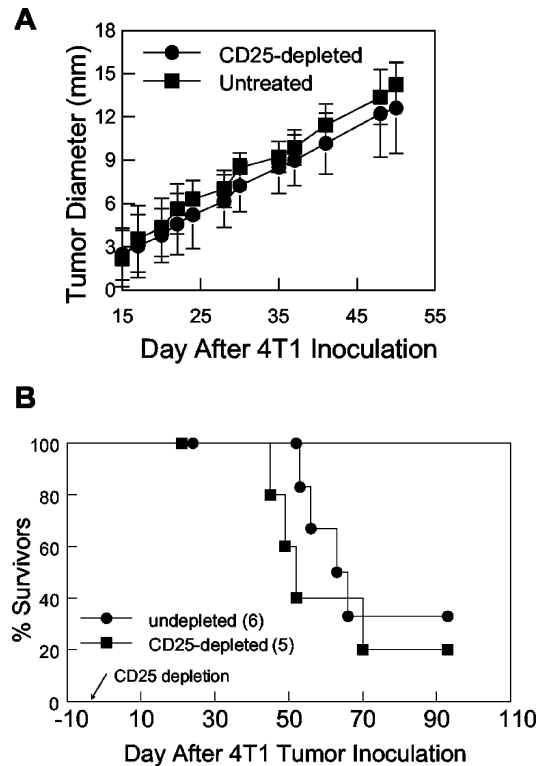 A
18
15
12
9
6
3
0
Tumor Diameter (mm)
CD25-depleted
Untreated
15 25 35 45 55
Day After 4T1 Inoculation
B
100
80
60
40
20
0
% Survivors
undepleted (6)
CD25-depleted (5)
CD25 depletion
-10 10 30 50 70 90 110
Day After 4T1 Tumor Inoculation